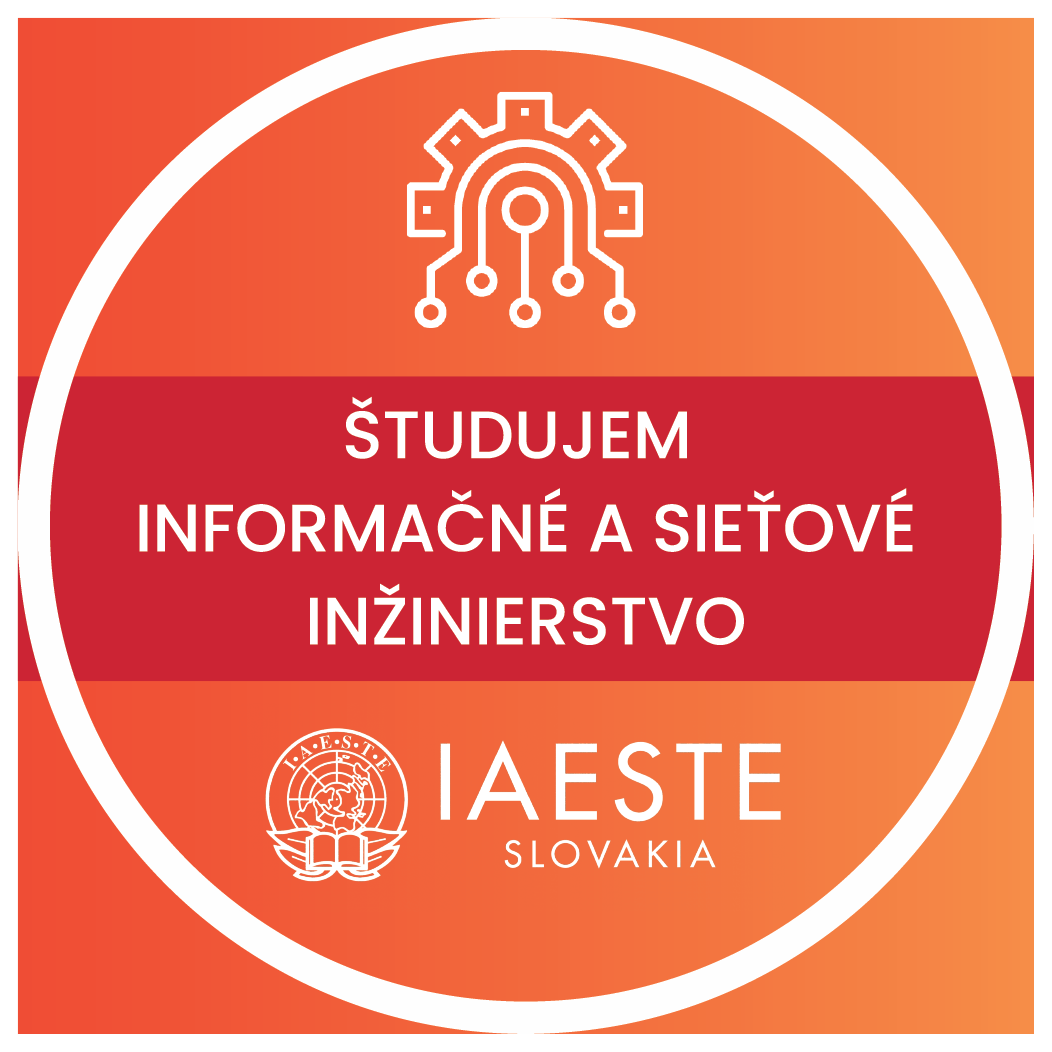 ŠTUDUJEM
INFORMAČNÉ A SIEŤOVÉ
INŽINIERSTVO
I·A·E·S·T·E
IAESTE
SLOVAKIA